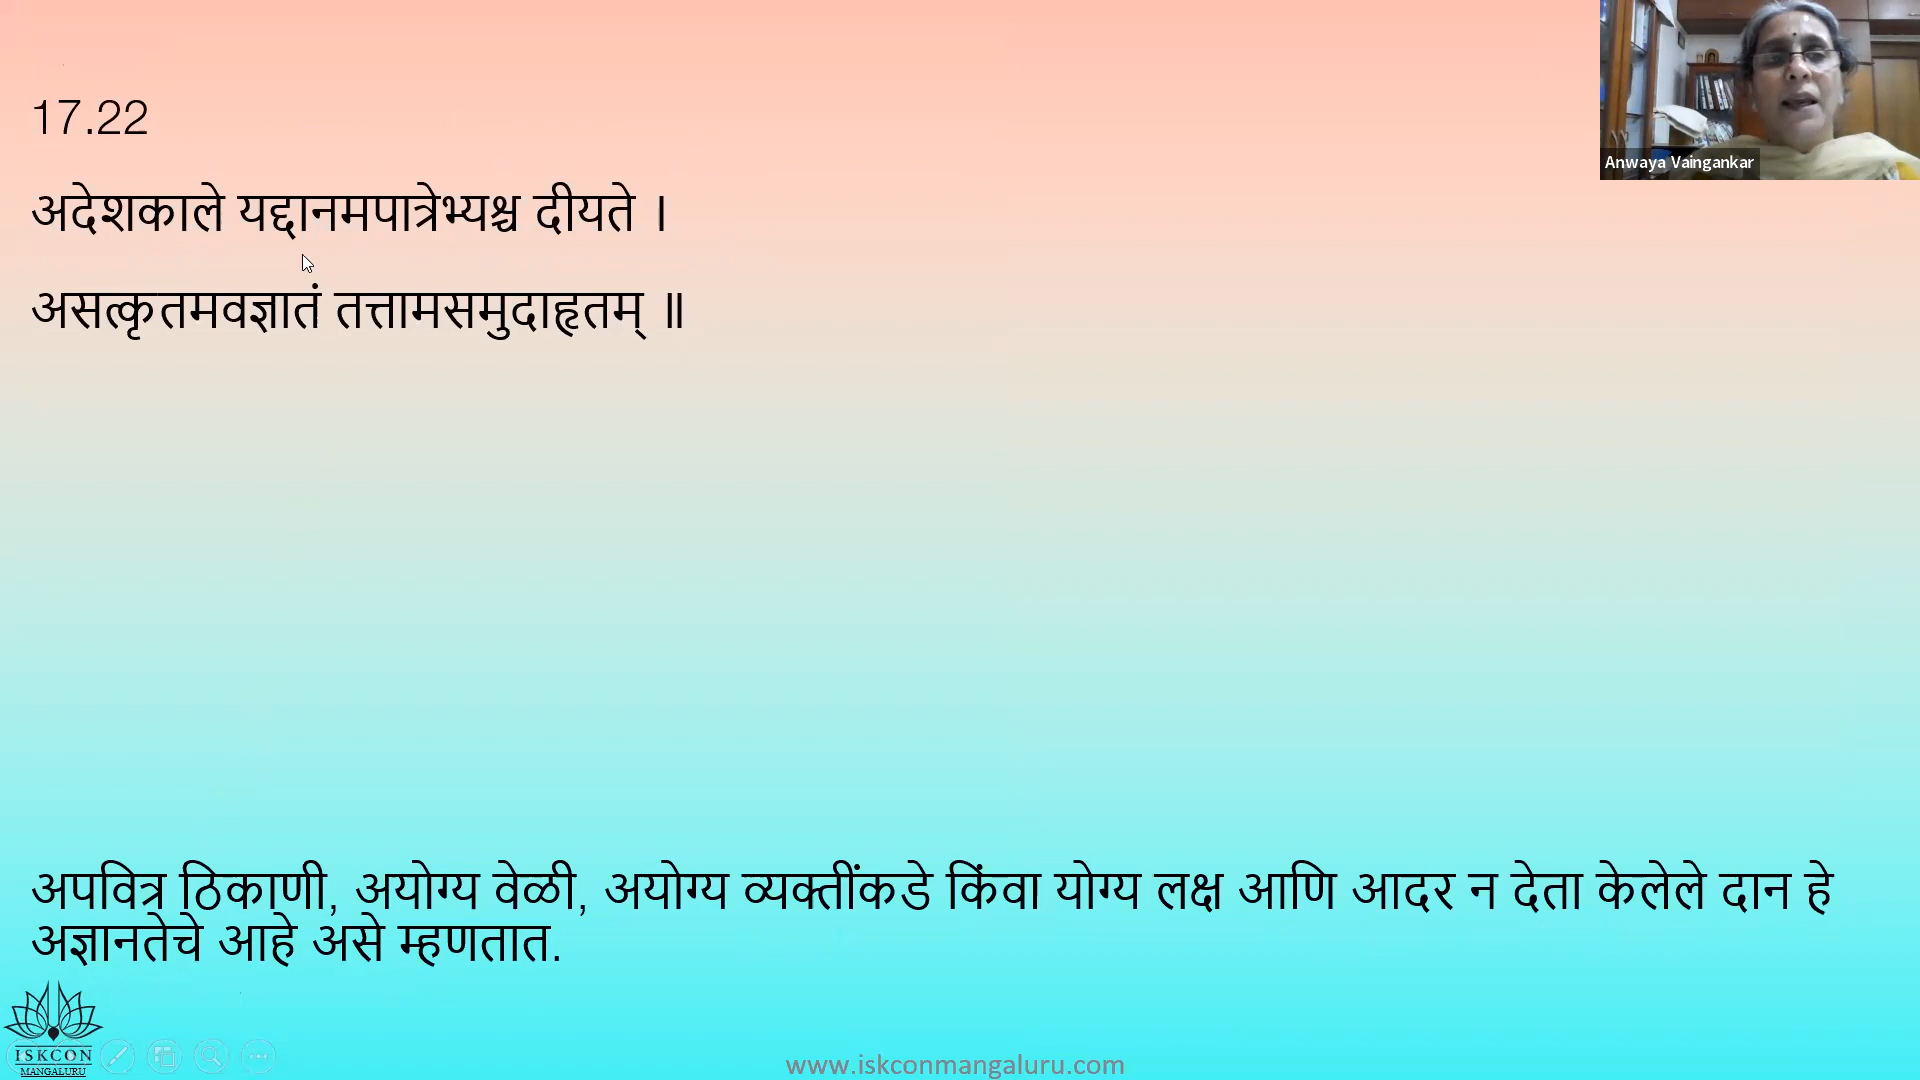 17.22
अदेशकाले यद्दानमपात्रेभ्यश्च दीयते ।
असत्कृतमवज्ञातं तत्तामसमुदाहृतम् ॥
Anwaya Vaingankar
अपवित्र ठिकाणी, अयोग्य वेळी, अयोग्य व्यक्तींकडे किंवा योग्य लक्ष आणि आदर न देता केलेले दान हे
अज्ञानतेचे आहे असे म्हणतात.
ISKCON
MANGALURU
www.iskconmangaluru.com